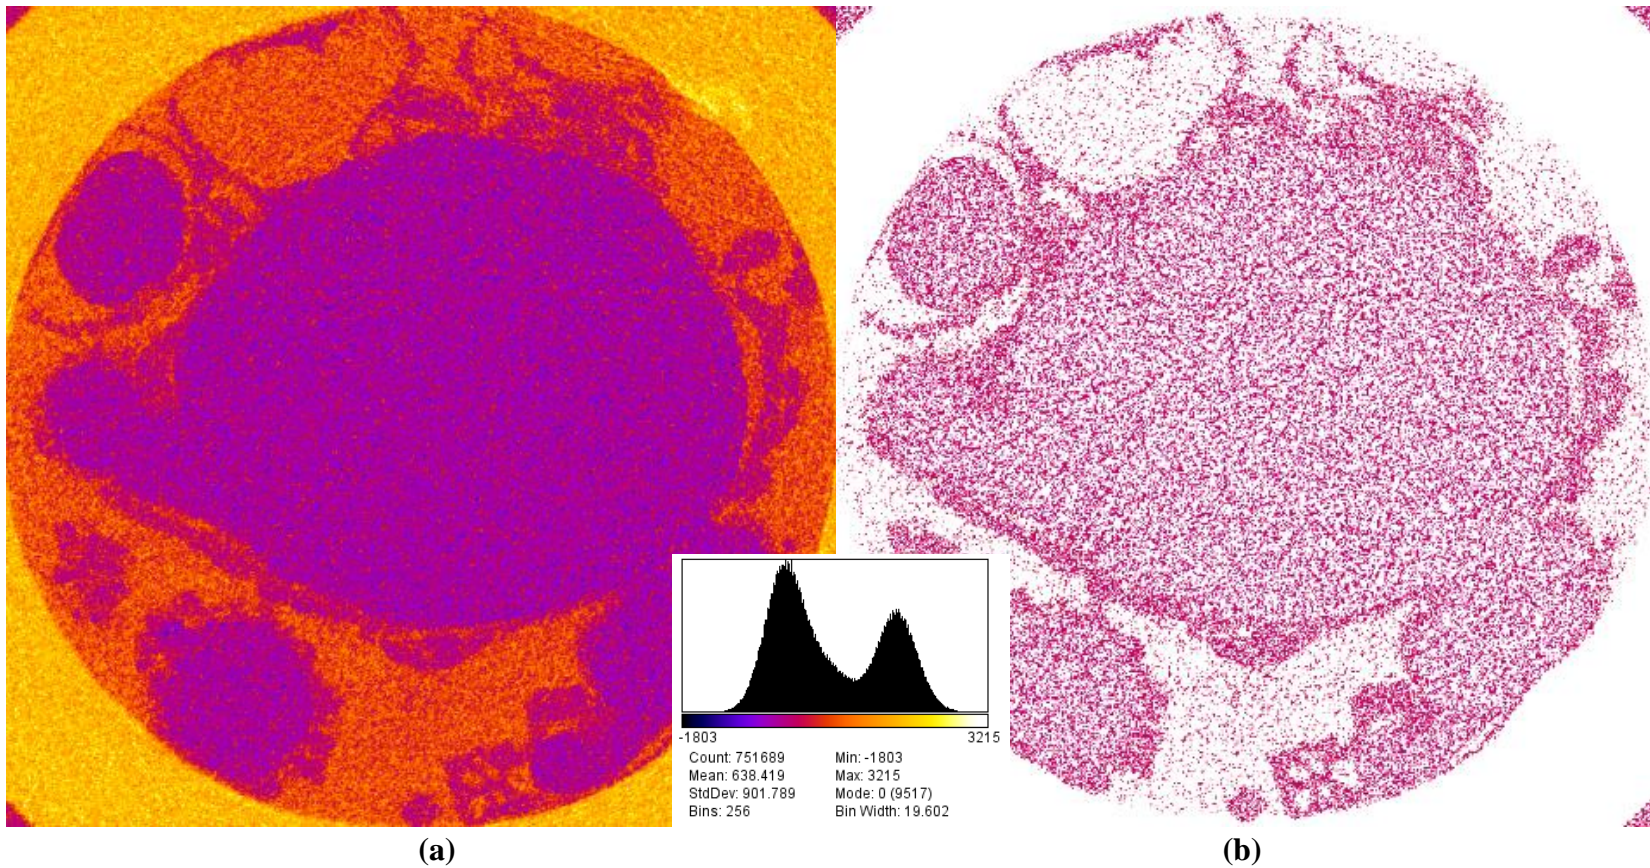 -1803 3215
Count: 751689 Min: -1803
Mean: 638.419 Max: 3215
StdDev: 901.789 Mode: 0 (9517)
Bins: 256 Bin Width: 19.602
(a) (b)